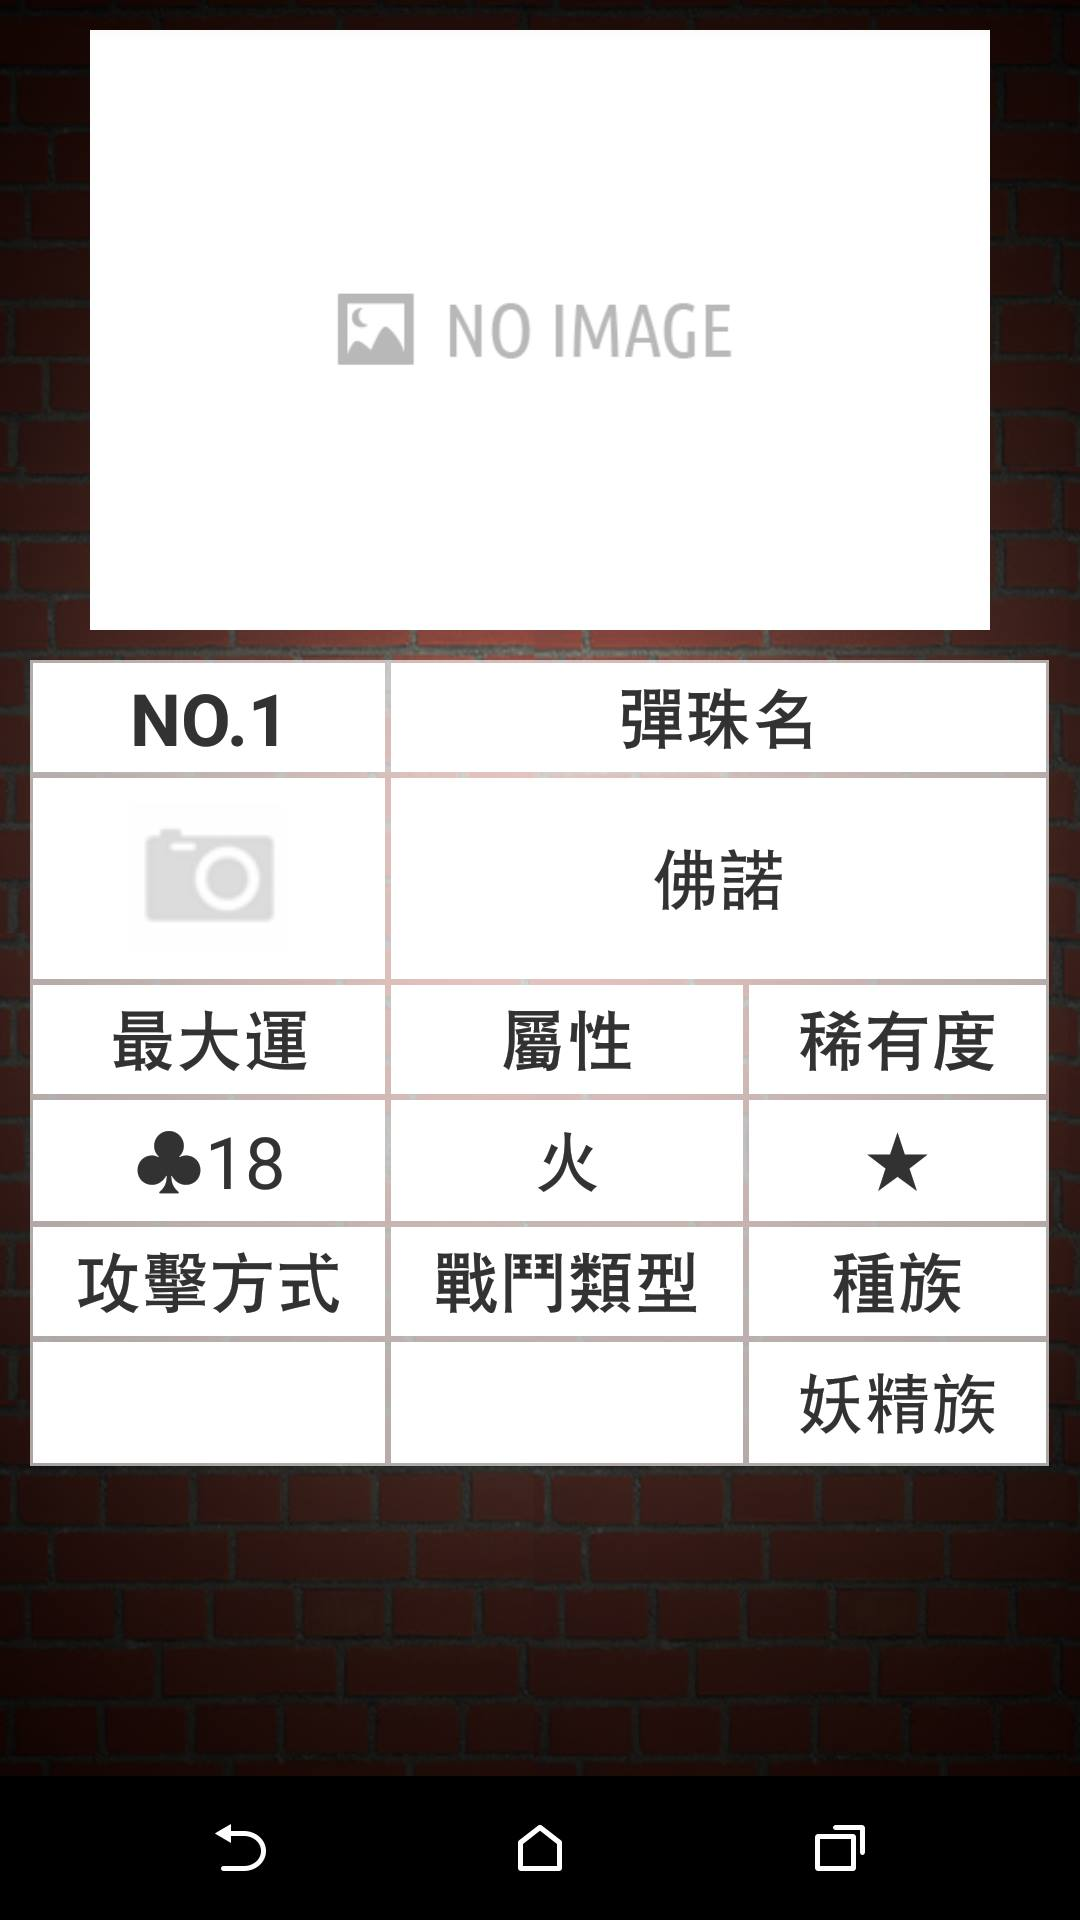 NO IMAGE
NO.1 彈珠名
佛諾
最大運 屬性 稀有度
♣18 火 ★
攻擊方式 戰鬥類型 種族
妖精族